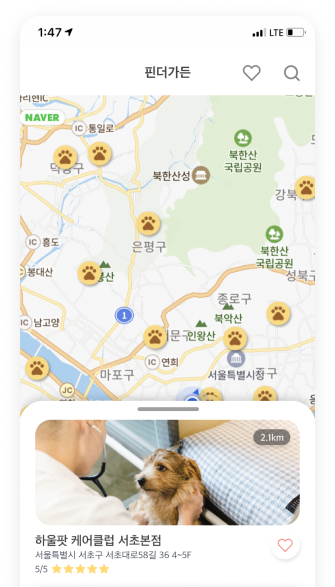 1:47
LTE
핀더가든
NAVER
IC 통일로
덕양구
북한산성
북한산
국립공원
강북구
은평구
IC 흥도
북한산
국립공원
봉대산
봉산
성북구
1
종로구
북악산
IC 남고양
인왕산
IC 연희
서울특별시청
마포구
JC
2.1km
하울팟 케어클럽 서초본점
서울특별시 서초구 서초대로58길 36 4~5F
5/5